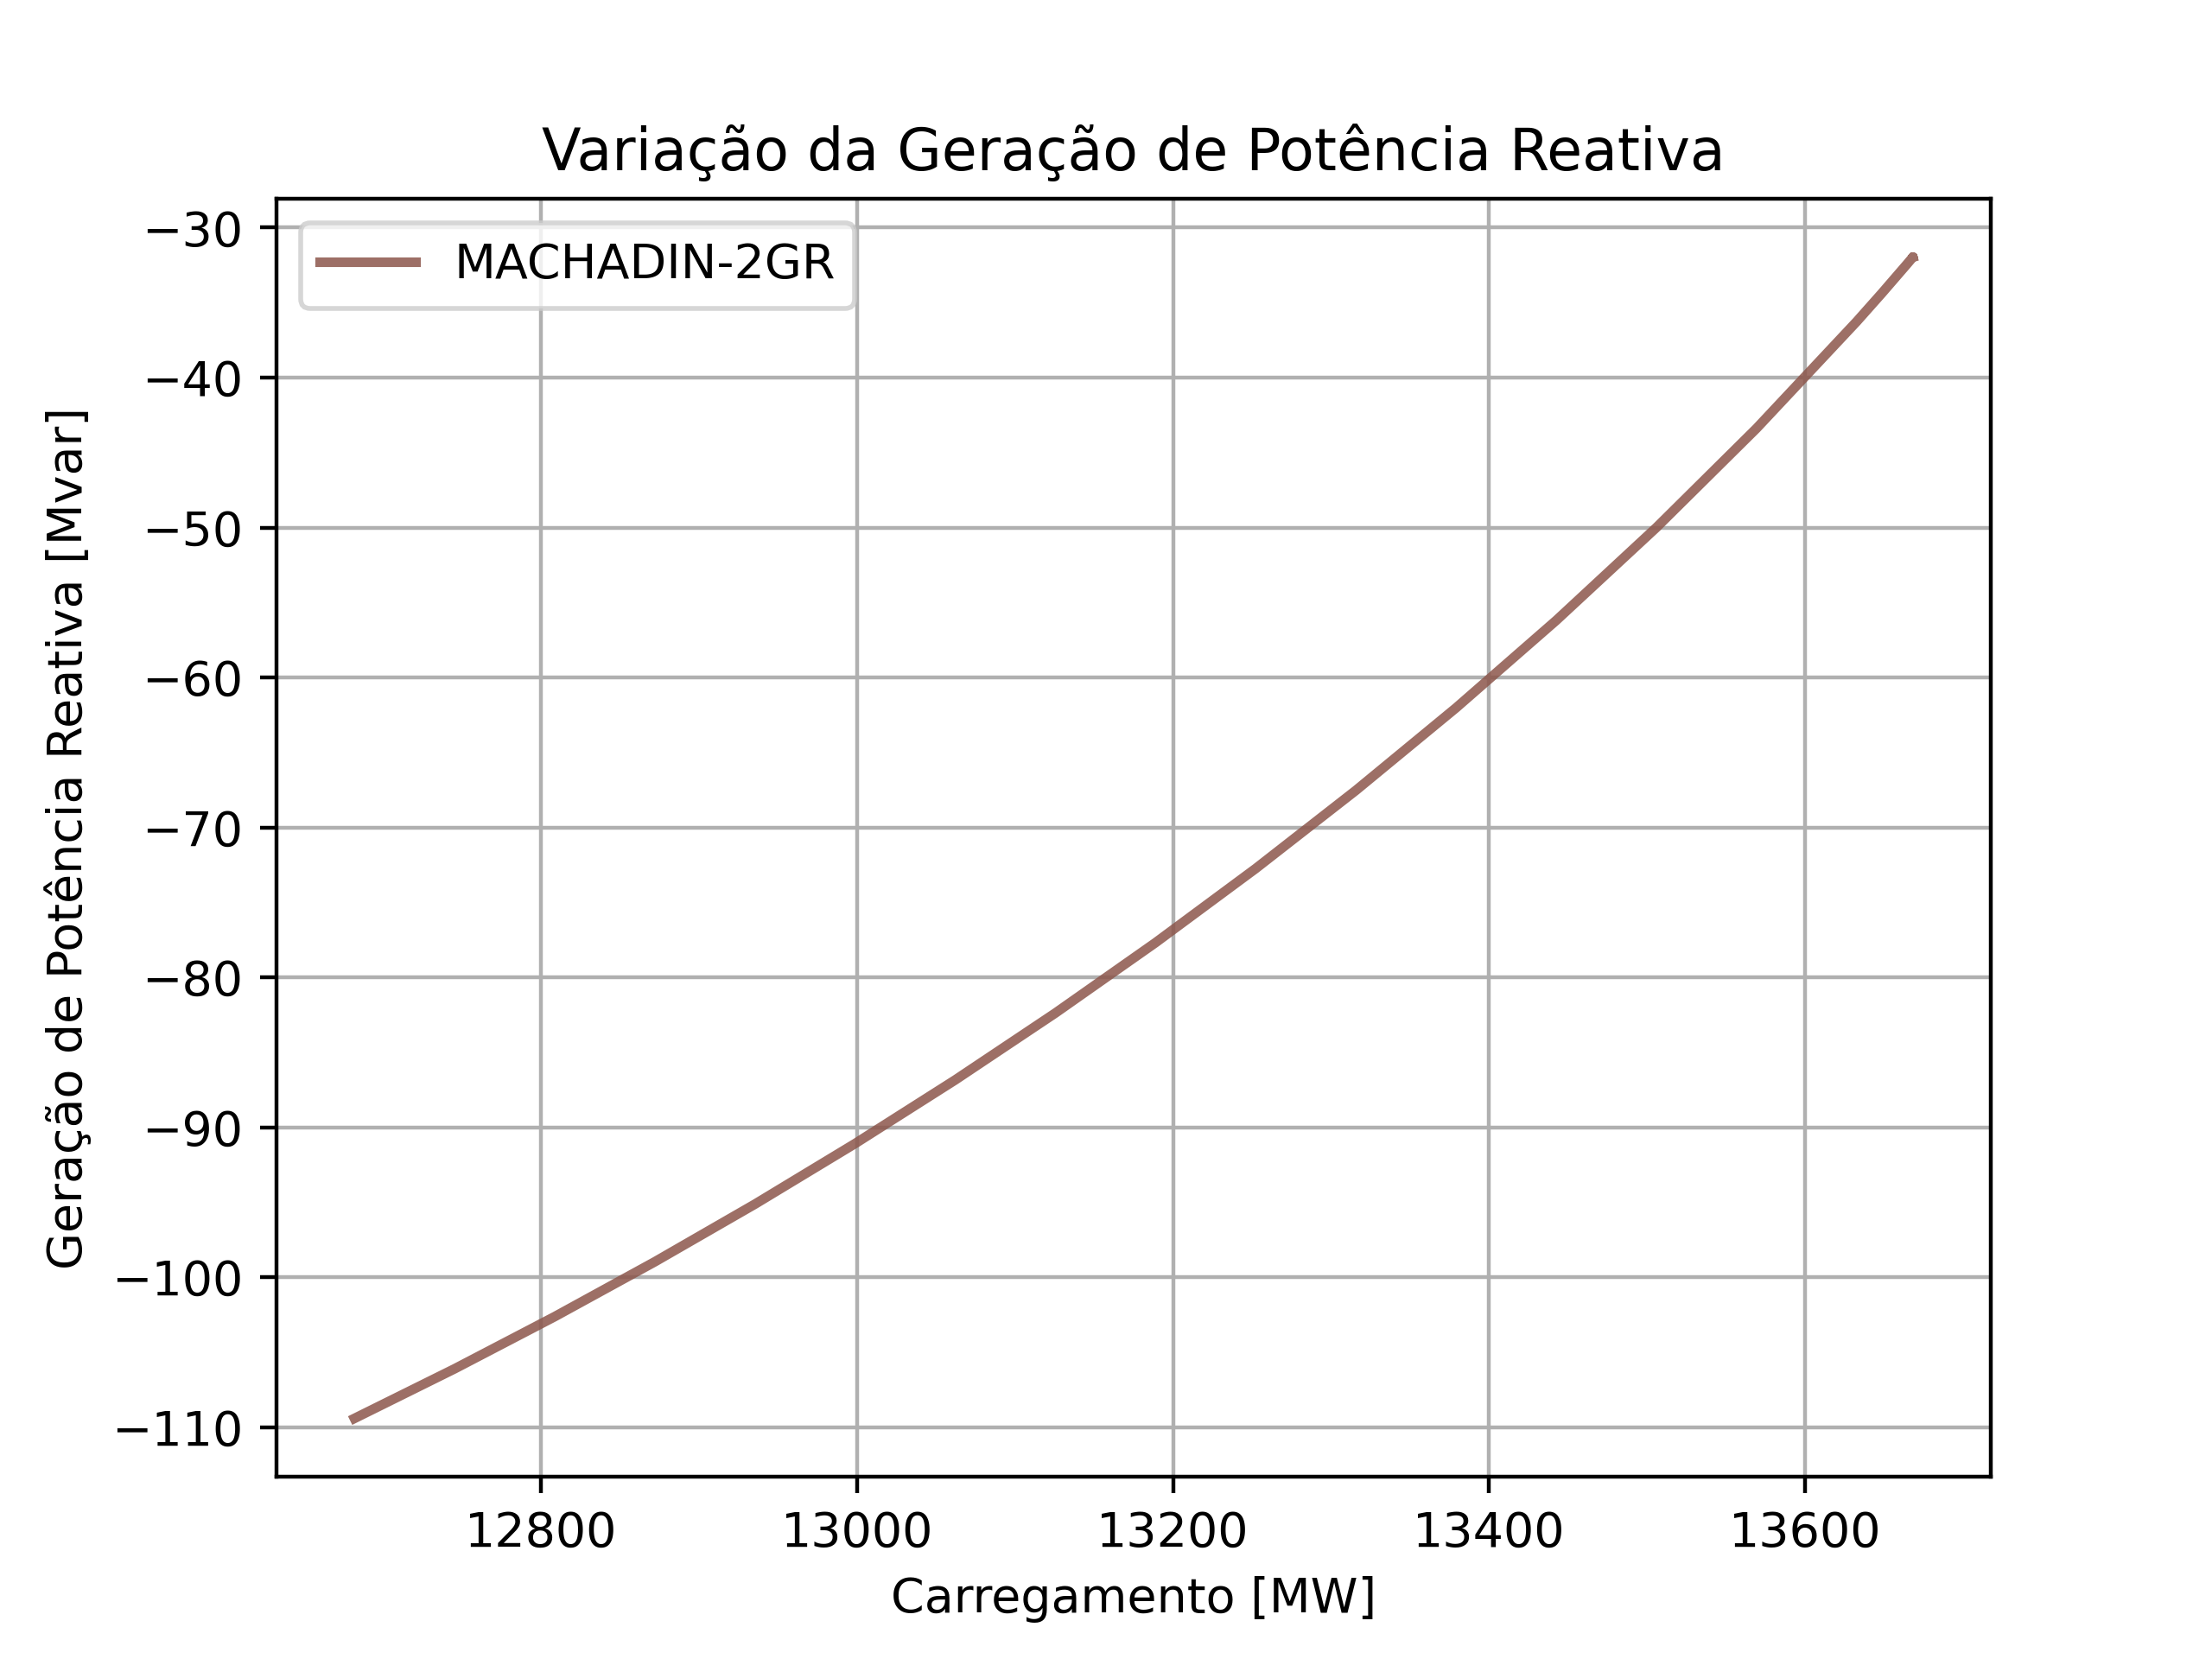 Variação da Geração de Potência Reativa
MACHADIN-2GR
Geração de Potência Reativa [Mvar]
−30
−40
−50
−60
−70
−80
−90
−100
−110
12800 13000 13200 13400 13600
Carregamento [MW]